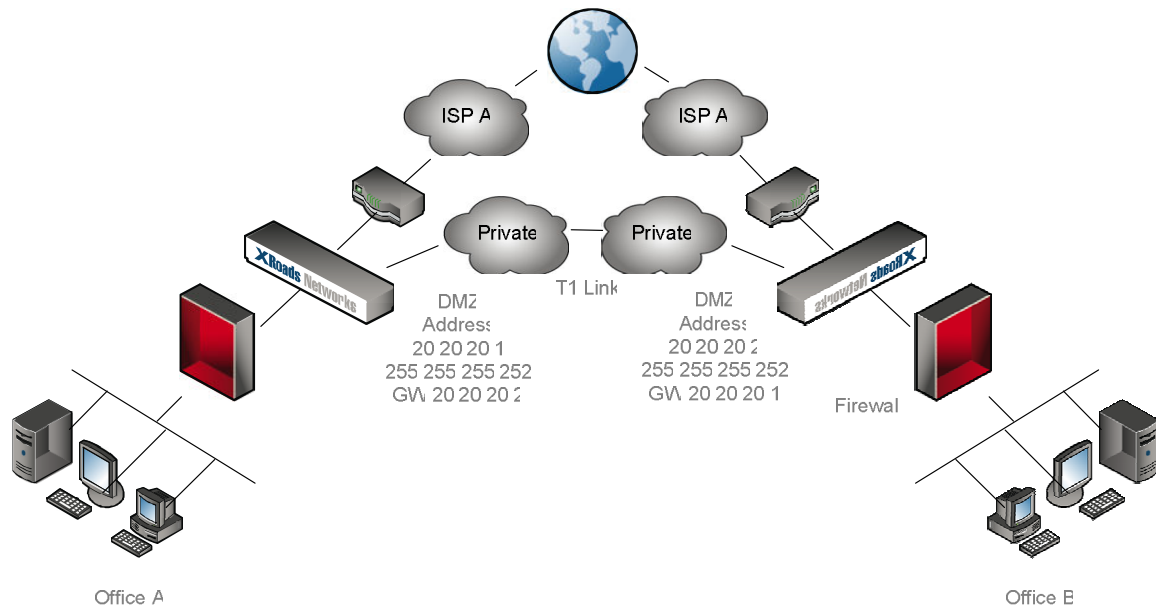 ISP A
ISP A
Private
Private
XRoads Networks
XRoads Networks
T1 Link
DMZ
Address
20 20 20 1
255 255 255 252
GW 20 20 20 2
DMZ
Address
20 20 20 2
255 255 255 252
GW 20 20 20 1
Firewal
Office A
Office B